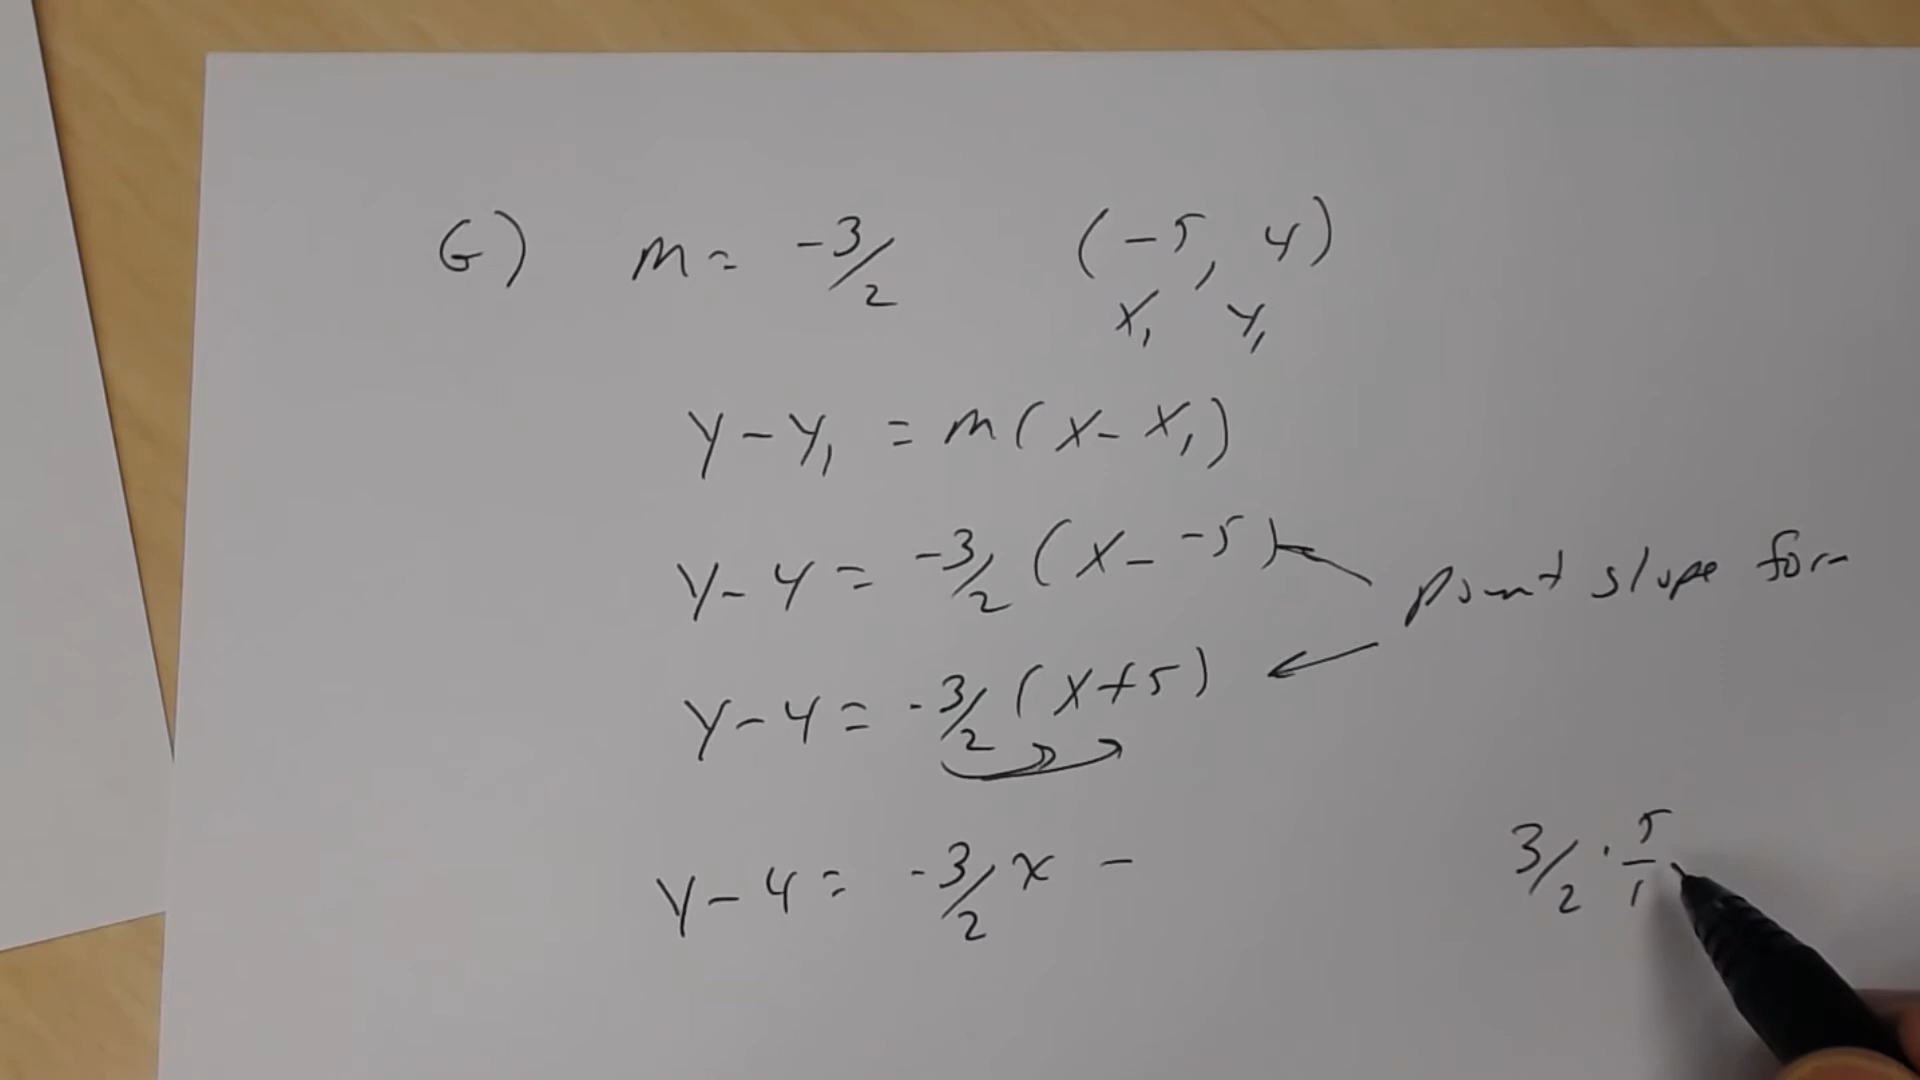 G) m = -3/2 (-5, 4)
x₁ y₁
y - y₁ = m(x - x₁)
y - 4 = -3/2 (x - -5)
point slope form
y - 4 = -3/2 (x+5)
y - 4 = -3/2 x -
3/2 · 5/1